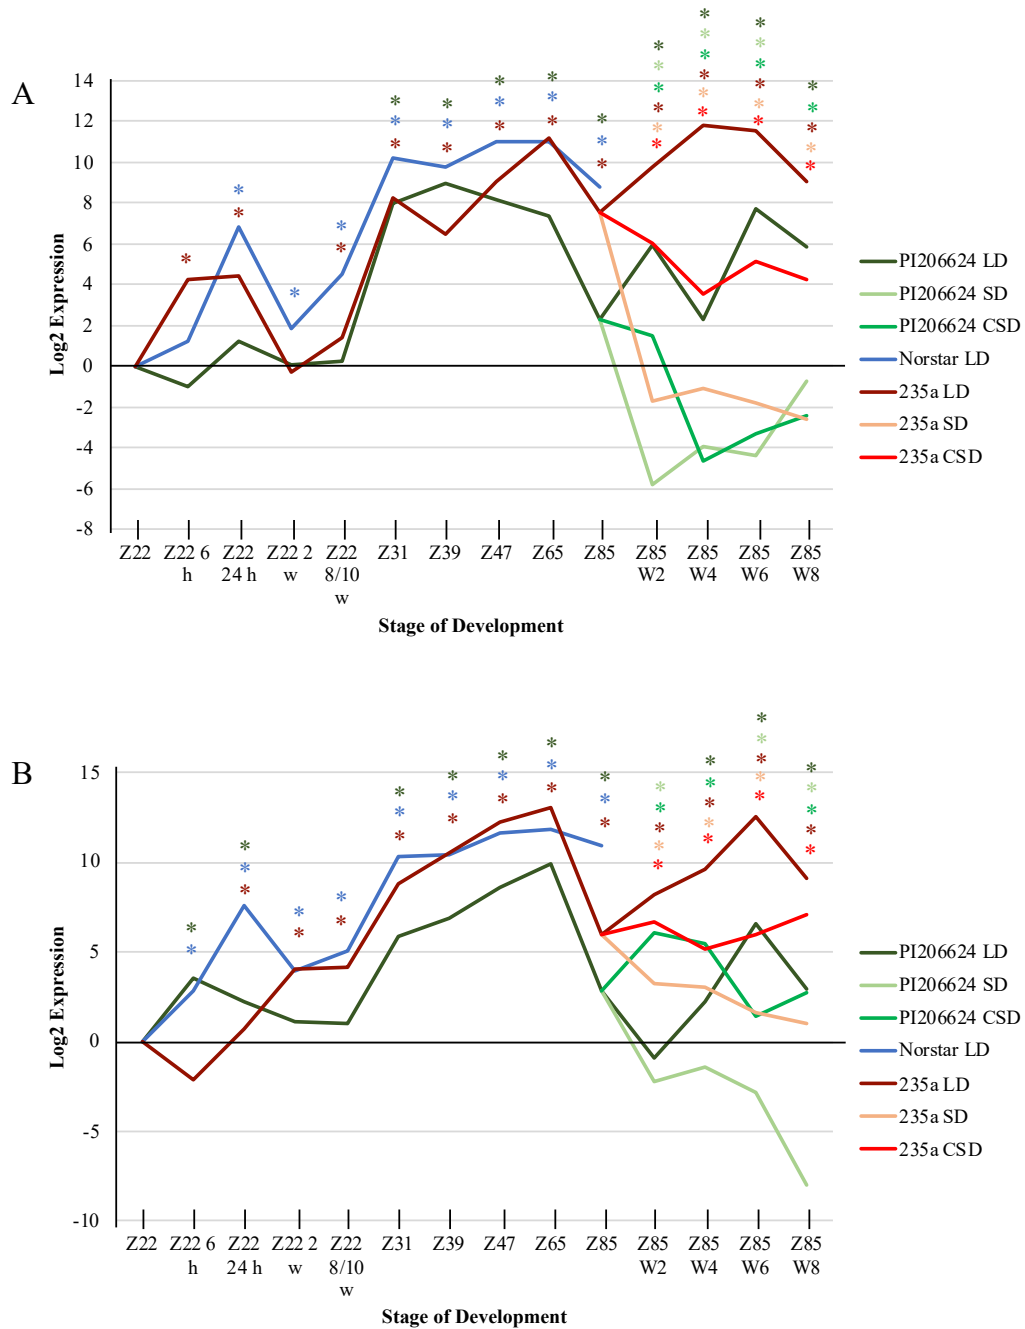 A
14
12
10
8
6
4
2
0
-2
-4
-6
-8
Log2 Expression
Z22
Z22 6 h
Z22 24 h
Z22 2 w
Z22 8/10 w
Z31
Z39
Z47
Z65
Z85
Z85 W2
Z85 W4
Z85 W6
Z85 W8
Stage of Development
PI206624 LD
PI206624 SD
PI206624 CSD
Norstar LD
235a LD
235a SD
235a CSD
B
15
10
5
0
-5
-10
Log2 Expression
Z22
Z22 6 h
Z22 24 h
Z22 2 w
Z22 8/10 w
Z31
Z39
Z47
Z65
Z85
Z85 W2
Z85 W4
Z85 W6
Z85 W8
Stage of Development
PI206624 LD
PI206624 SD
PI206624 CSD
Norstar LD
235a LD
235a SD
235a CSD